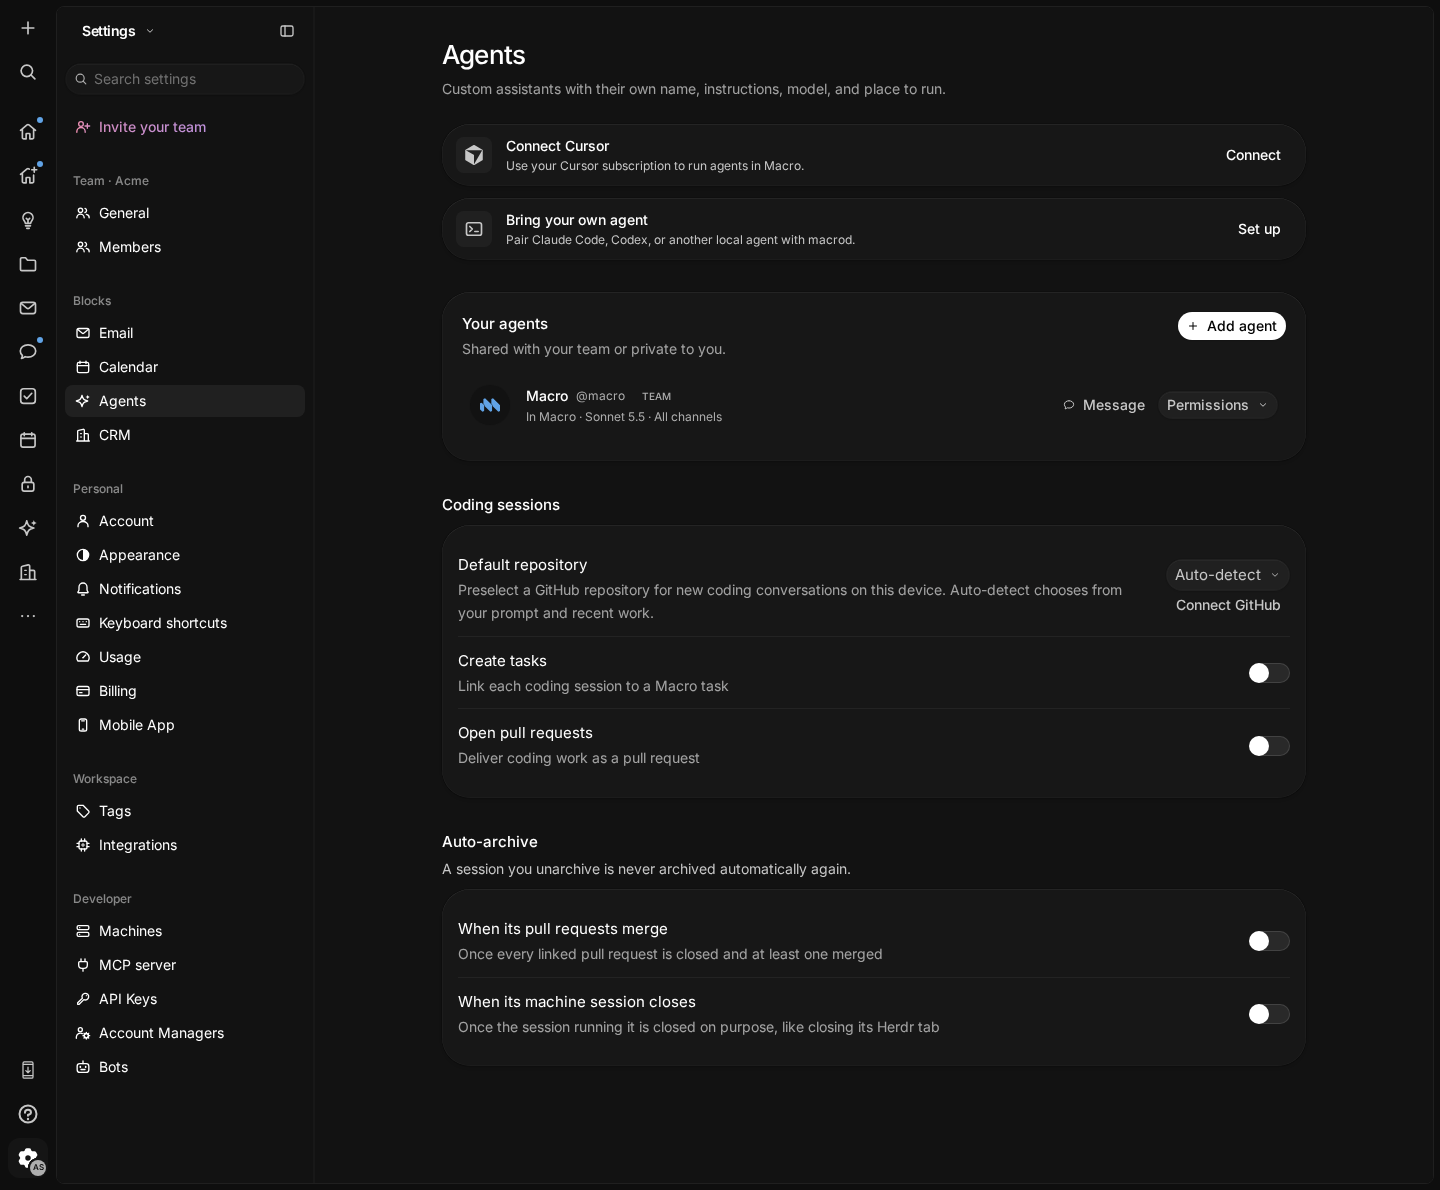 Settings
Search settings
Invite your team
Team · Acme
General
Members
Blocks
Email
Calendar
Agents
CRM
Personal
Account
Appearance
Notifications
Keyboard shortcuts
Usage
Billing
Mobile App
Workspace
Tags
Integrations
Developer
Machines
MCP server
API Keys
Account Managers
Bots
AS
Agents
Custom assistants with their own name, instructions, model, and place to run.
Connect Cursor
Use your Cursor subscription to run agents in Macro.
Connect
Bring your own agent
Pair Claude Code, Codex, or another local agent with macrod.
Set up
Your agents
Shared with your team or private to you.
Add agent
Macro @macro TEAM
In Macro · Sonnet 5.5 · All channels
Message
Permissions
Coding sessions
Default repository
Preselect a GitHub repository for new coding conversations on this device. Auto-detect chooses from
your prompt and recent work.
Auto-detect
Connect GitHub
Create tasks
Link each coding session to a Macro task
Open pull requests
Deliver coding work as a pull request
Auto-archive
A session you unarchive is never archived automatically again.
When its pull requests merge
Once every linked pull request is closed and at least one merged
When its machine session closes
Once the session running it is closed on purpose, like closing its Herdr tab